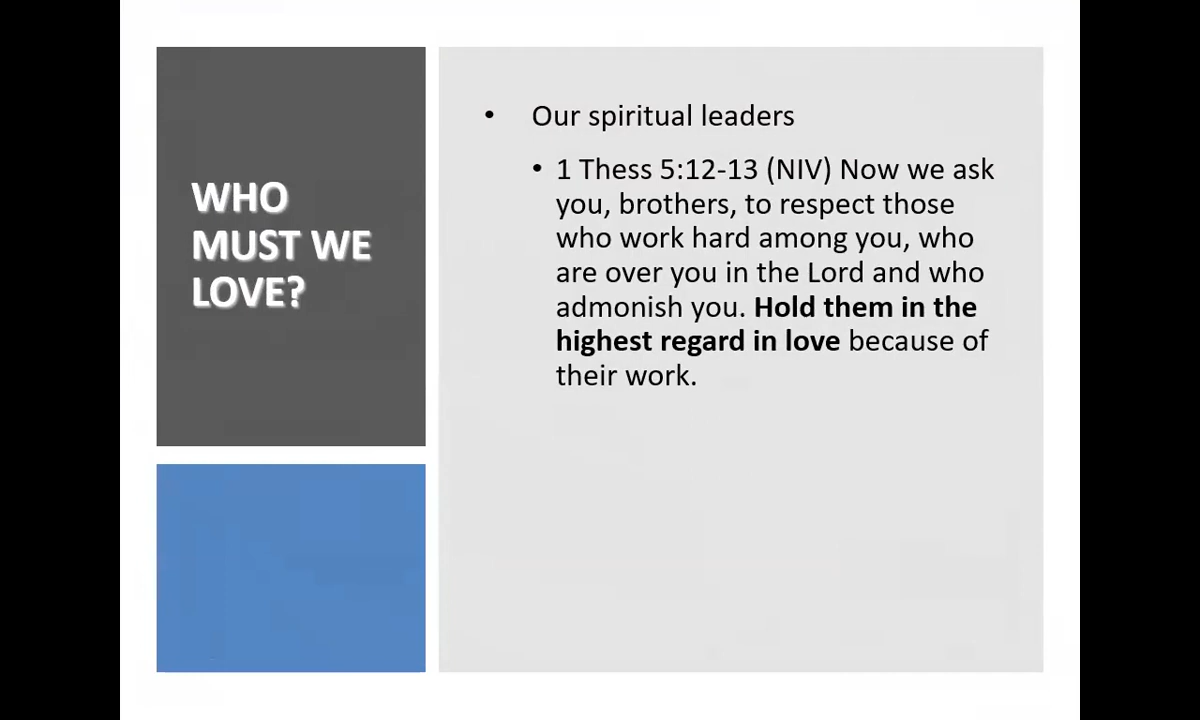 WHO
MUST WE
LOVE?
• Our spiritual leaders
• 1 Thess 5:12-13 (NIV) Now we ask
you, brothers, to respect those
who work hard among you, who
are over you in the Lord and who
admonish you. Hold them in the
highest regard in love because of
their work.